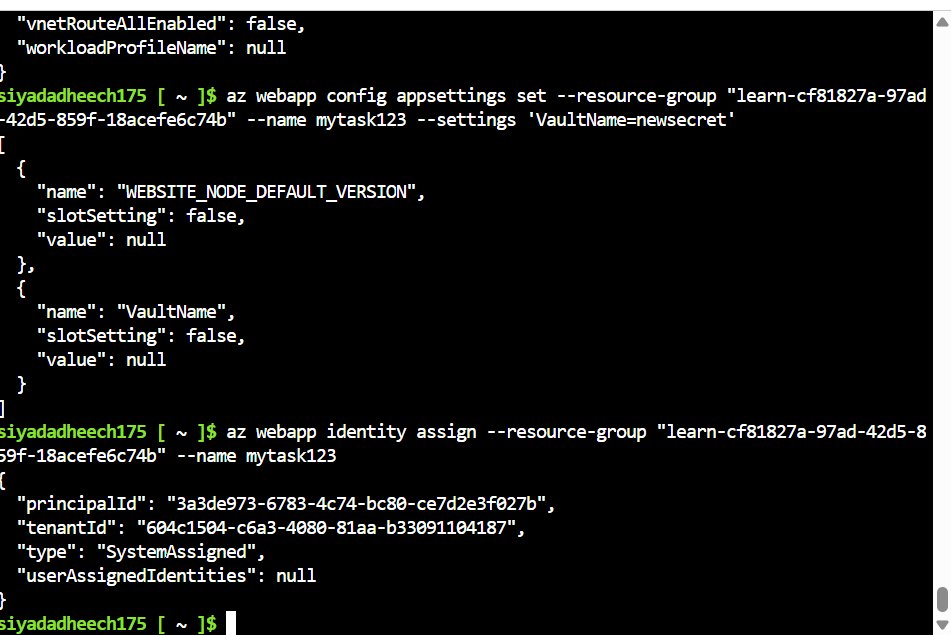 "vnetRouteAllEnabled": false,
"workloadProfileName": null
}
siyadadheech175 [ ~ ]$ az webapp config appsettings set --resource-group "learn-cf81827a-97ad
-42d5-859f-18acefe6c74b" --name mytask123 --settings 'VaultName=newsecret'
[
{
"name": "WEBSITE_NODE_DEFAULT_VERSION",
"slotSetting": false,
"value": null
},
{
"name": "VaultName",
"slotSetting": false,
"value": null
}
]
siyadadheech175 [ ~ ]$ az webapp identity assign --resource-group "learn-cf81827a-97ad-42d5-8
59f-18acefe6c74b" --name mytask123
{
"principalId": "3a3de973-6783-4c74-bc80-ce7d2e3f027b",
"tenantId": "604c1504-c6a3-4080-81aa-b33091104187",
"type": "SystemAssigned",
"userAssignedIdentities": null
}
siyadadheech175 [ ~ ]$